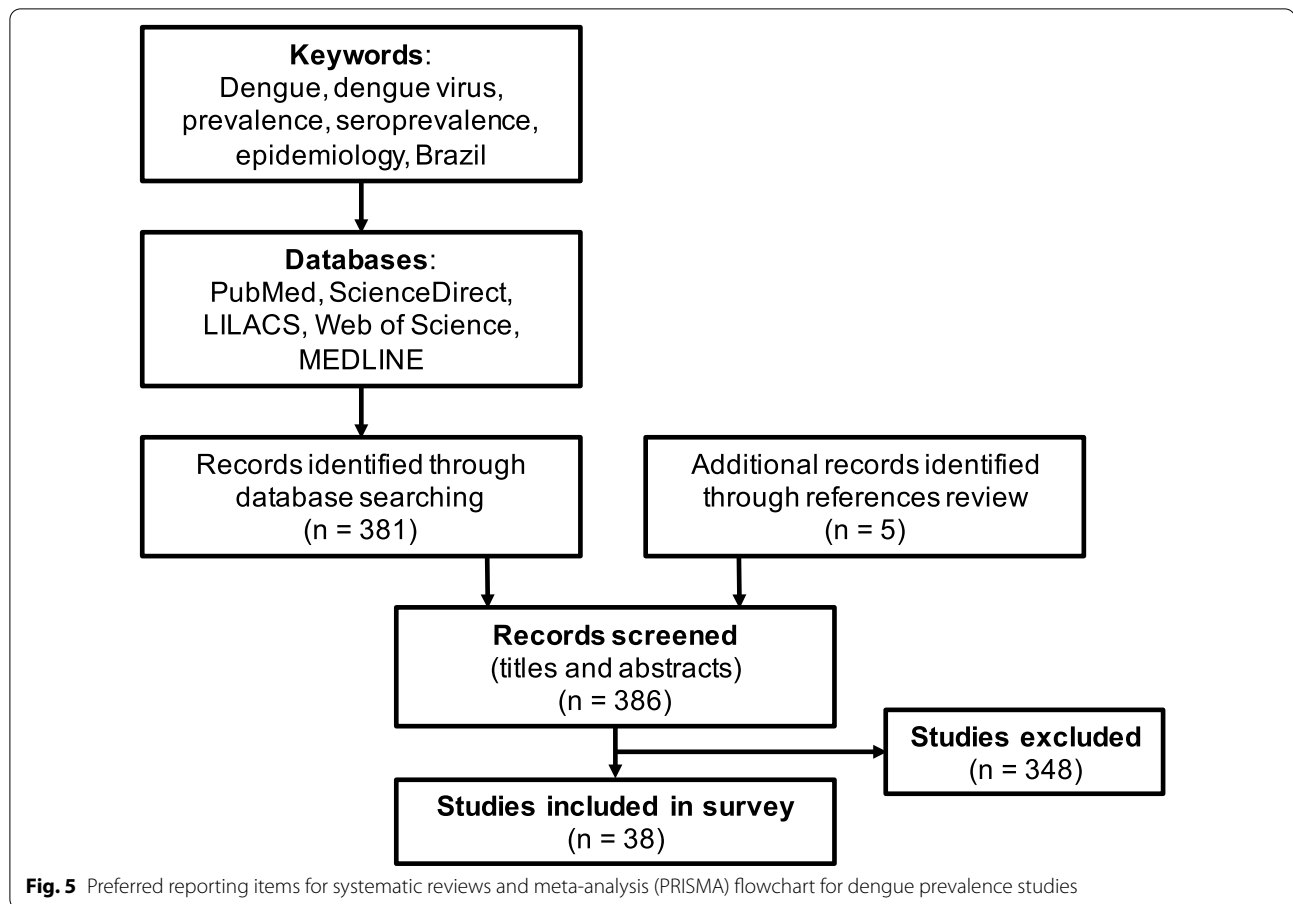 Keywords:
Dengue, dengue virus,
prevalence, seroprevalence,
epidemiology, Brazil
Databases:
PubMed, ScienceDirect,
LILACS, Web of Science,
MEDLINE
Records identified through
database searching
(n = 381)
Additional records identified
through references review
(n = 5)
Records screened
(titles and abstracts)
(n = 386)
Studies excluded
(n = 348)
Studies included in survey
(n = 38)
Fig. 5 Preferred reporting items for systematic reviews and meta-analysis (PRISMA) flowchart for dengue prevalence studies